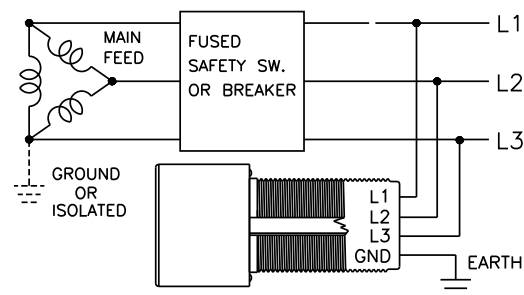 MAIN
FEED
FUSED
SAFETY SW.
OR BREAKER
L1
L2
L3
GROUND
OR
ISOLATED
L1
L2
L3
GND
EARTH